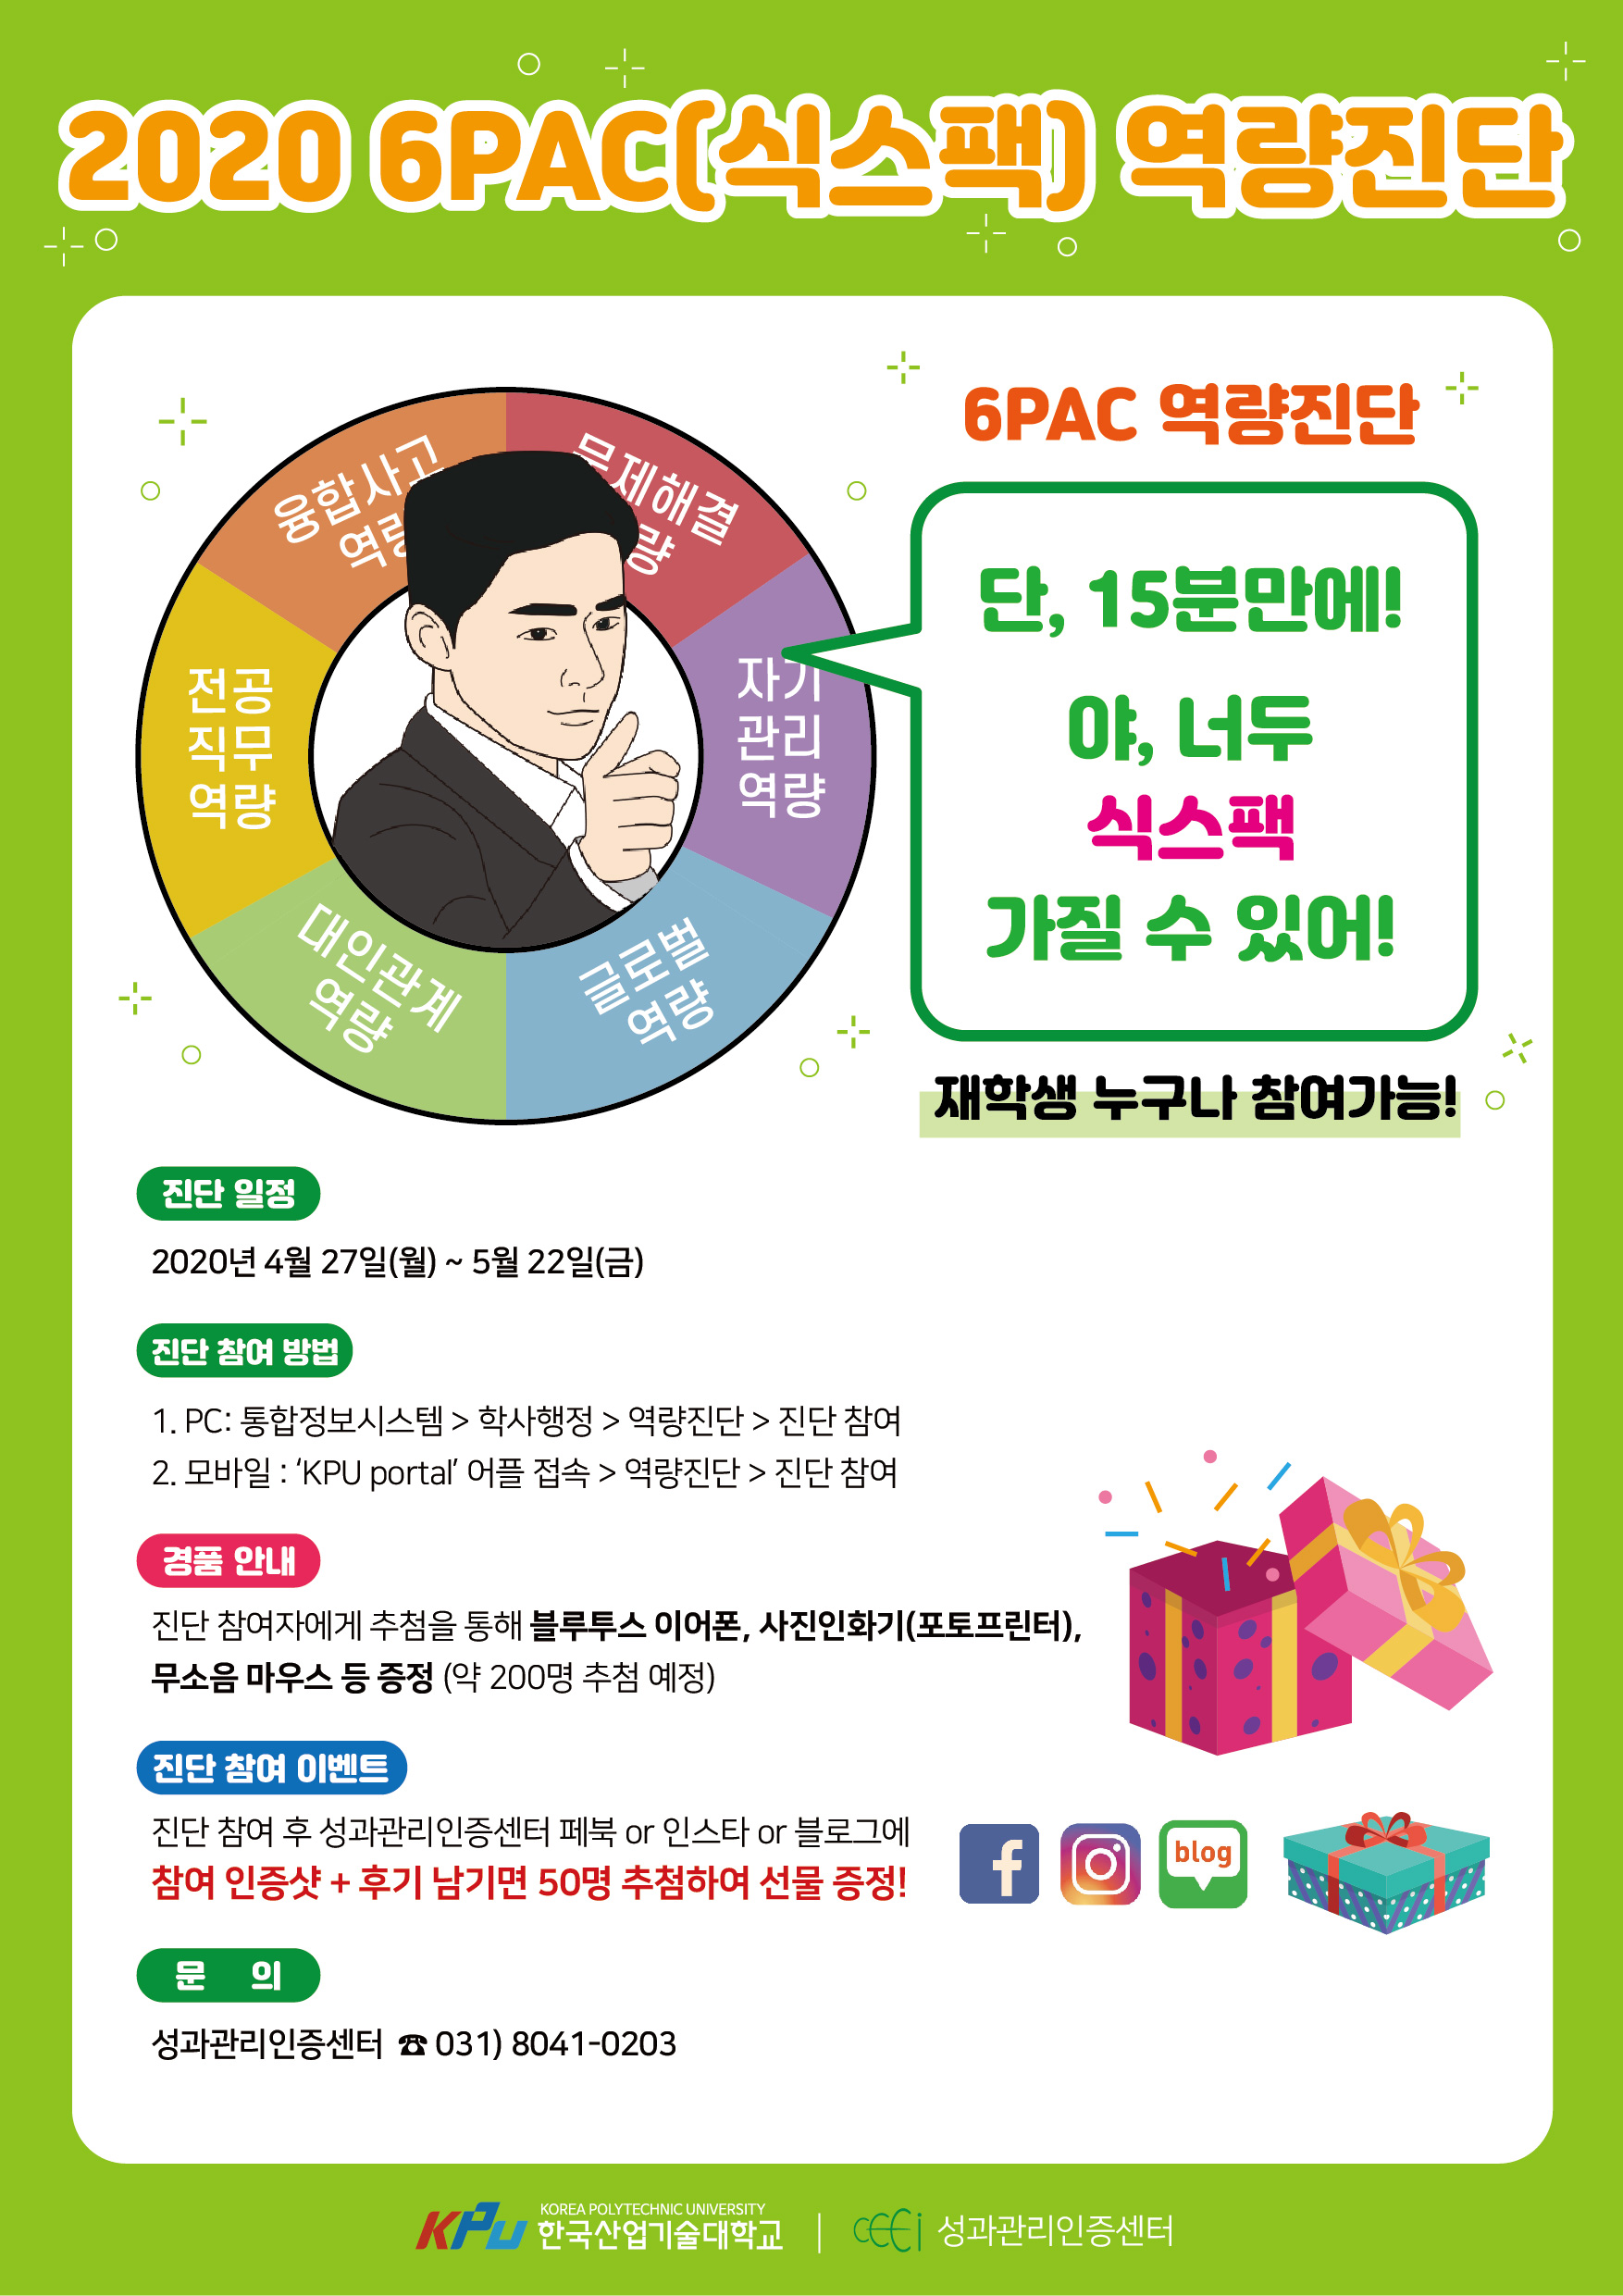 2020 6PAC(식스팩) 역량진단
융합사고
역량
문제해결
역량
전공
직무
역량
자기
관리
역량
대인관계
역량
글로벌
역량
6PAC 역량진단
단, 15분만에!
야, 너두
식스팩
가질 수 있어!
재학생 누구나 참여가능!
진단 일정
2020년 4월 27일(월) ~ 5월 22일(금)
진단 참여 방법
1. PC: 통합정보시스템 > 학사행정 > 역량진단 > 진단 참여
2. 모바일 : ‘KPU portal’ 어플 접속 > 역량진단 > 진단 참여
경품 안내
진단 참여자에게 추첨을 통해 블루투스 이어폰, 사진인화기(포토프린터),
무소음 마우스 등 증정 (약 200명 추첨 예정)
진단 참여 이벤트
진단 참여 후 성과관리인증센터 페북 or 인스타 or 블로그에
참여 인증샷 + 후기 남기면 50명 추첨하여 선물 증정!
f
blog
문 의
성과관리인증센터 ☎ 031) 8041-0203
KPU
KOREA POLYTECHNIC UNIVERSITY
한국산업기술대학교
성과관리인증센터